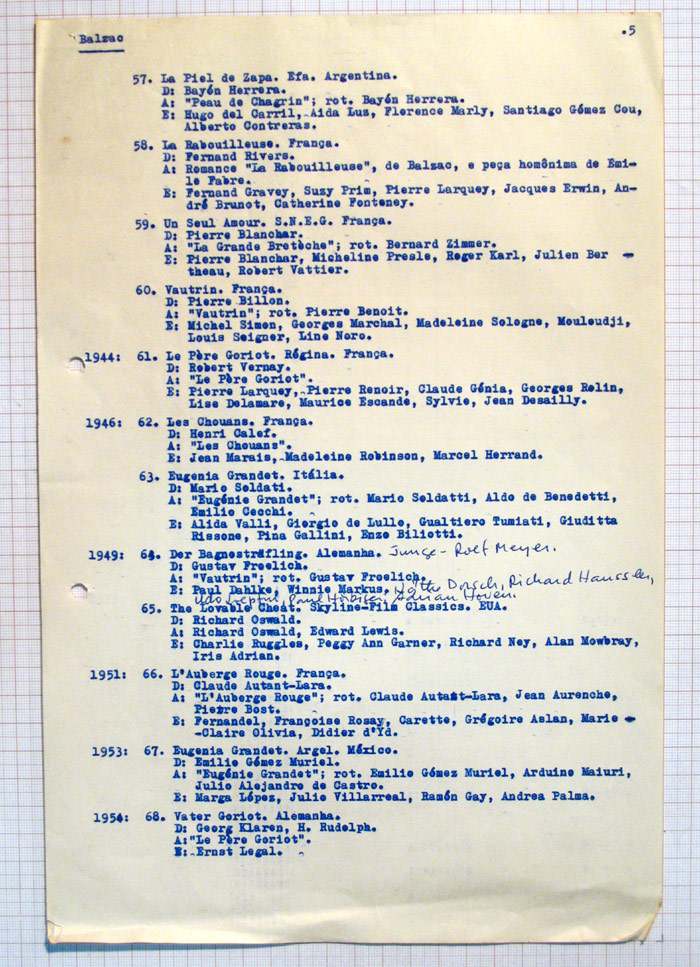 Balzac .5
57. La Piel de Zapa. Efa. Argentina.
D: Bayón Herrera.
A: "Peau de Chagrin"; rot. Bayón Herrera.
E: Hugo del Carril, Aida Luz, Florence Marly, Santiago Gómez Cou,
Alberto Contreras.
58. La Rabouilleuse. França.
D: Fernand Rivers.
A: Romance "La Rabouilleuse", de Balzac, e peça homônima de Emi-
le Fabre.
E: Fernand Gravey, Suzy Prim, Pierre Larquey, Jacques Erwin, An-
dré Brunot, Catherine Fonteney.
59. Un Seul Amour. S.N.E.G. França.
D: Pierre Blanchar.
A: "La Grande Bretèche"; rot. Bernard Zimmer.
E: Pierre Blanchar, Micheline Presle, Roger Karl, Julien Ber -
theau, Robert Vattier.
60. Vautrin. França.
D: Pierre Billon.
A: "Vautrin"; rot. Pierre Benoit.
E: Michel Simon, Georges Marchal, Madeleine Sologne, Mouloudji,
Louis Seigner, Line Noro.
1944: 61. Le Père Goriot. Régina. França.
D: Robert Vernay.
A: "Le Père Goriot".
E: Pierre Larquey, Pierre Renoir, Claude Génia, Georges Rolin,
Lise Delamare, Maurice Escande, Sylvie, Jean Desailly.
1946: 62. Les Chouans. França.
D: Henri Calef.
A: "Les Chouans".
E: Jean Marais, Madeleine Robinson, Marcel Herrand.
63. Eugenia Grandet. Itália.
D: Mario Soldati.
A: "Eugénie Grandet"; rot. Mario Soldatti, Aldo de Benedetti,
Emilio Cecchi.
E: Alida Valli, Giorgio de Lullo, Gualtiero Tumiati, Giuditta
Rissone, Pina Gallini, Enzo Biliotti.
1949: 64. Der Bagnosträfling. Alemanha. Junge-Rolf Meyer.
D: Gustav Froelich.
A: "Vautrin"; rot. Gustav Froelich.
E: Paul Dahlke, Winnie Markus, Käthe Dorsch, Richard Haussler,
Paul Hörbiger, Adrian Hoven.
65. The Lovable Cheat. Skyline-Film Classics. EUA.
D: Richard Oswald.
A: Richard Oswald, Edward Lewis.
E: Charlie Ruggles, Peggy Ann Garner, Richard Ney, Alan Mowbray,
Iris Adrian.
1951: 66. L'Auberge Rouge. França.
D: Claude Autant-Lara.
A: "L'Auberge Rouge"; rot. Claude Autant-Lara, Jean Aurenche,
Pierre Bost.
E: Fernandel, Françoise Rosay, Carette, Grégoire Aslan, Marie -
-Claire Olivia, Didier d'Yd.
1953: 67. Eugenia Grandet. Argel. México.
D: Emilio Gómez Muriel.
A: "Eugénie Grandet"; rot. Emilio Gómez Muriel, Arduino Maiuri,
Julio Alejandro de Castro.
E: Marga López, Julio Villarreal, Ramón Gay, Andrea Palma.
1954: 68. Vater Goriot. Alemanha.
D: Georg Klaren, H. Rudolph.
A:"Le Père Goriot".
E: Ernst Legal.